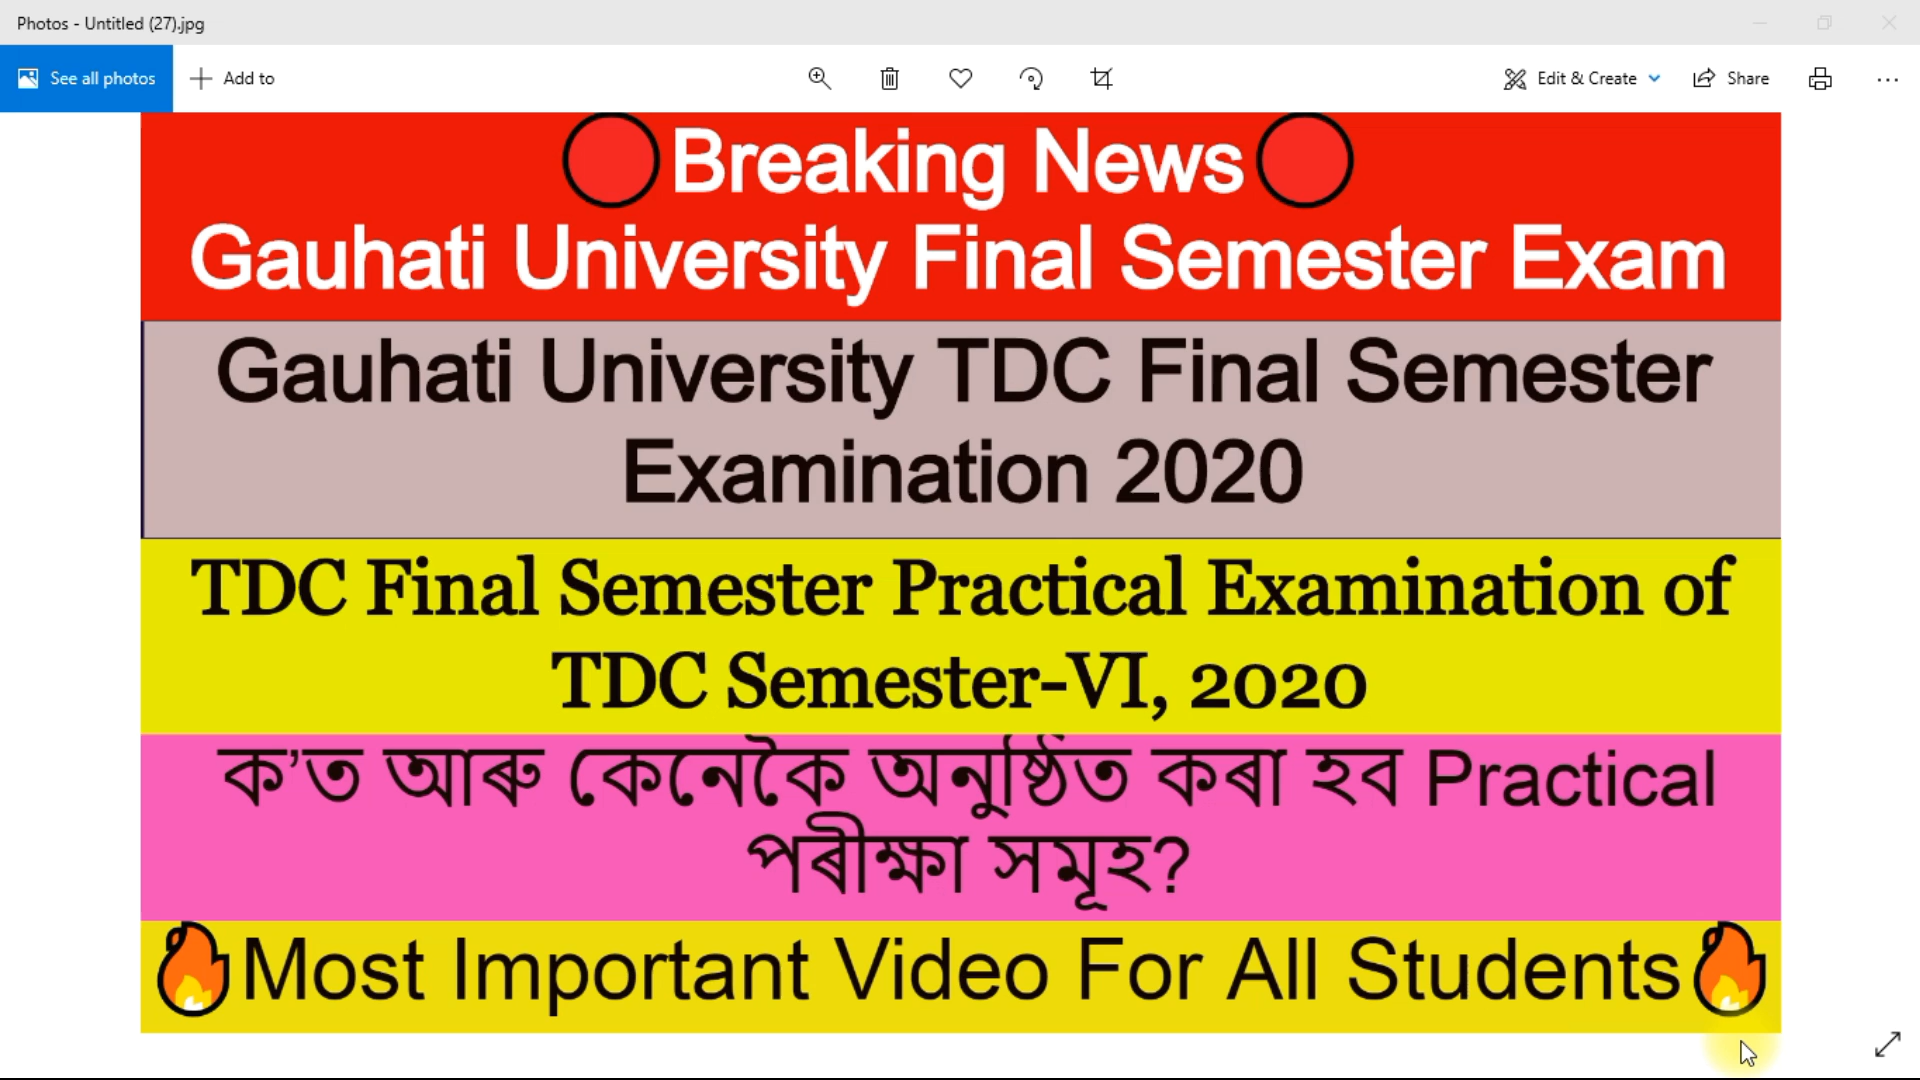 Photos - Untitled (27).jpg
See all photos
Add to
Edit & Create
Share
Breaking News
Gauhati University Final Semester Exam
Gauhati University TDC Final Semester
Examination 2020
TDC Final Semester Practical Examination of
TDC Semester-VI, 2020
ক’ত আৰু কেনেকৈ অনুষ্ঠিত কৰা হব Practical
পৰীক্ষা সমূহ?
Most Important Video For All Students